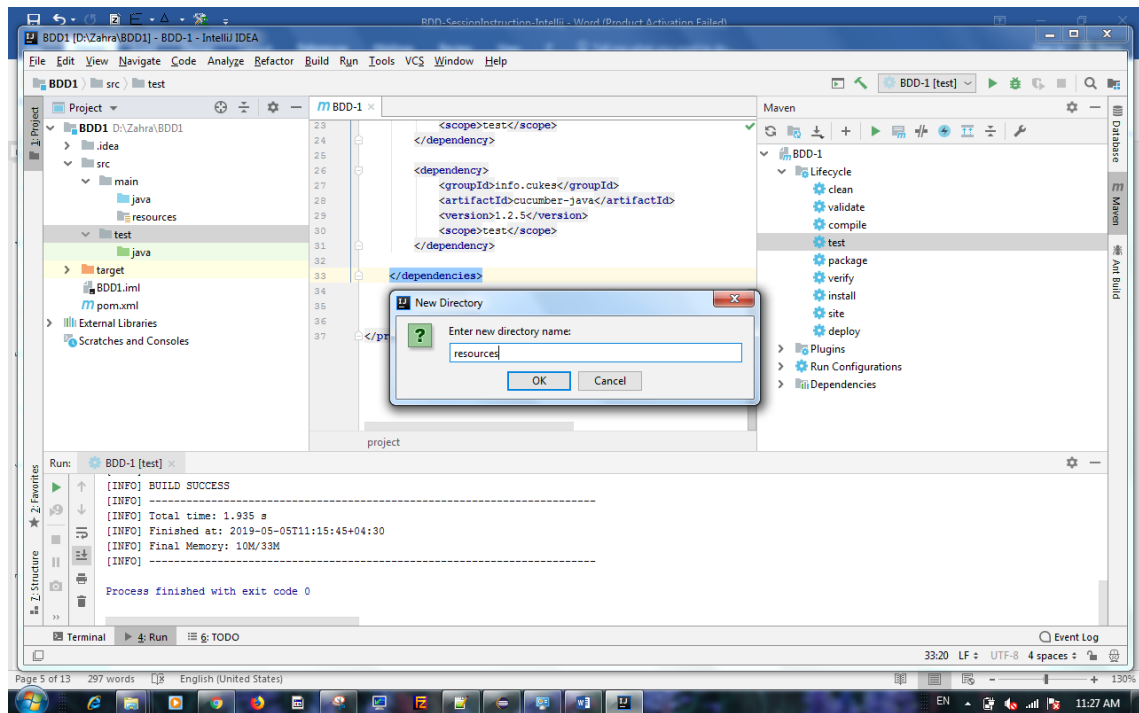 BDD-SessionInstruction-Intellij - Word (Product Activation Failed)
BDD1 [D:\Zahra\BDD1] - BDD-1 - IntelliJ IDEA
File Edit View Navigate Code Analyze Refactor Build Run Tools VCS Window Help
BDD1 src test
BDD-1 [test]
1: Project
Project
BDD1 D:\Zahra\BDD1
.idea
src
main
java
resources
test
java
target
BDD1.iml
pom.xml
External Libraries
Scratches and Consoles
BDD-1
23 <scope>test</scope>
24 </dependency>
25
26 <dependency>
27 <groupId>info.cukes</groupId>
28 <artifactId>cucumber-java</artifactId>
29 <version>1.2.5</version>
30 <scope>test</scope>
31 </dependency>
32
33 </dependencies>
34
35
36
37 </pr
project
New Directory
Enter new directory name:
resources
OK Cancel
Maven
BDD-1
Lifecycle
clean
validate
compile
test
package
verify
install
site
deploy
Plugins
Run Configurations
Dependencies
Database
Maven
Ant Build
2: Favorites
7: Structure
Run: BDD-1 [test]
[INFO] BUILD SUCCESS
[INFO] ------------------------------------------------------------------------
[INFO] Total time: 1.935 s
[INFO] Finished at: 2019-05-05T11:15:45+04:30
[INFO] Final Memory: 10M/33M
[INFO] ------------------------------------------------------------------------
Process finished with exit code 0
Terminal 4: Run 6: TODO Event Log
33:20 LF UTF-8 4 spaces
Page 5 of 13 297 words English (United States) 130%
EN 11:27 AM